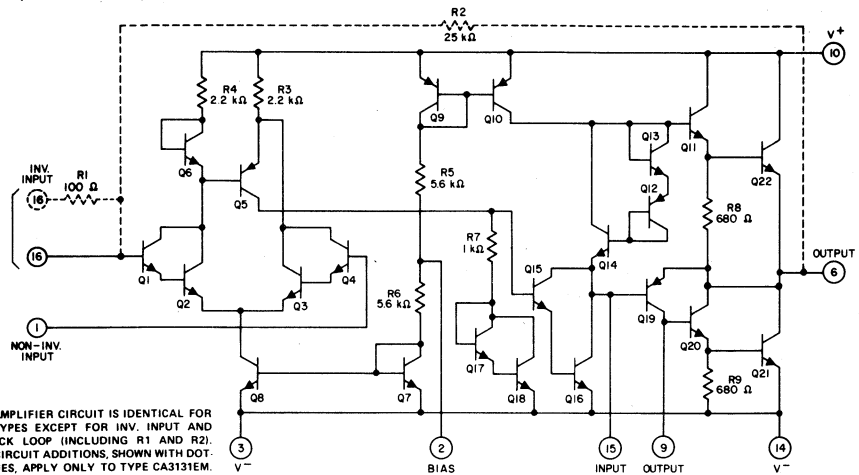 R2
25 kΩ
V+
10
R4
2.2 kΩ
R3
2.2 kΩ
Q9
Q10
Q13
Q11
INV.
INPUT
R1
100 Ω
Q6
16
Q5
R5
5.6 kΩ
Q12
Q22
R8
680 Ω
16
R7
1 kΩ
Q14
OUTPUT
6
Q1
Q2
Q3
Q4
R6
5.6 kΩ
Q15
Q19
Q20
1
NON-INV.
INPUT
Q17
Q18
Q16
R9
680 Ω
Q21
Q8
Q7
AMPLIFIER CIRCUIT IS IDENTICAL FOR
TYPES EXCEPT FOR INV. INPUT AND
CK LOOP (INCLUDING R1 AND R2).
CIRCUIT ADDITIONS, SHOWN WITH DOT-
ES, APPLY ONLY TO TYPE CA3131EM.
3
V−
2
BIAS
15
INPUT
9
OUTPUT
14
V−